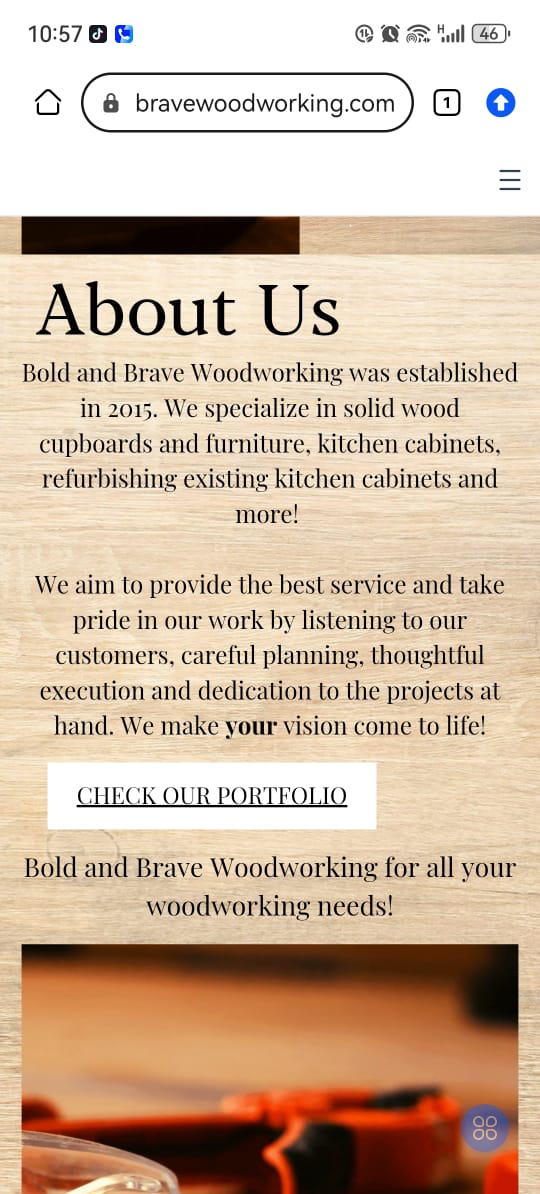 10:57
H
46
bravewoodworking.com
1
About Us
Bold and Brave Woodworking was established
in 2015. We specialize in solid wood
cupboards and furniture, kitchen cabinets,
refurbishing existing kitchen cabinets and
more!
We aim to provide the best service and take
pride in our work by listening to our
customers, careful planning, thoughtful
execution and dedication to the projects at
hand. We make your vision come to life!
CHECK OUR PORTFOLIO
Bold and Brave Woodworking for all your
woodworking needs!